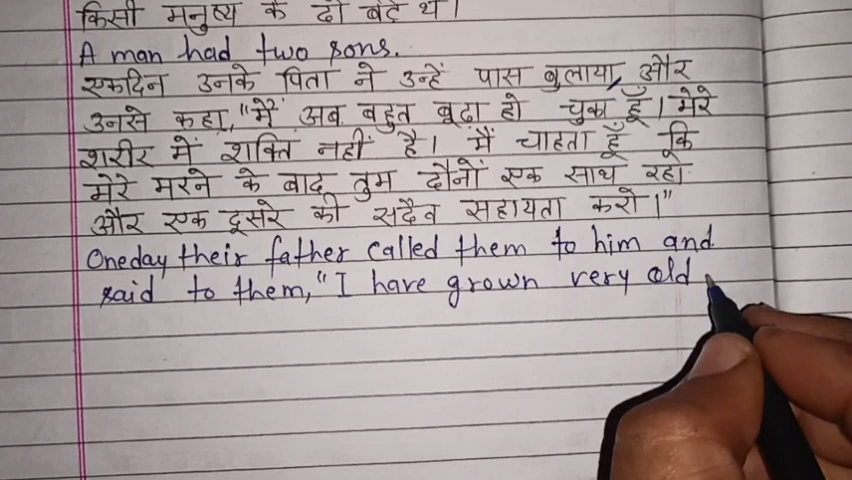 किसी मनुष्य के दो बेटे थे।
A man had two sons.
एकदिन उनके पिता ने उन्हें पास बुलाया, और
उनसे कहा, "मैं अब बहुत बूढ़ा हो चुका हूँ। मेरे
शरीर में शक्ति नहीं है। मैं चाहता हूँ कि
मेरे मरने के बाद तुम दौनों एक साथ रहो
और एक दूसरे की सदैव सहायता करो।"
Oneday their father called them to him and
said to them, "I have grown very old